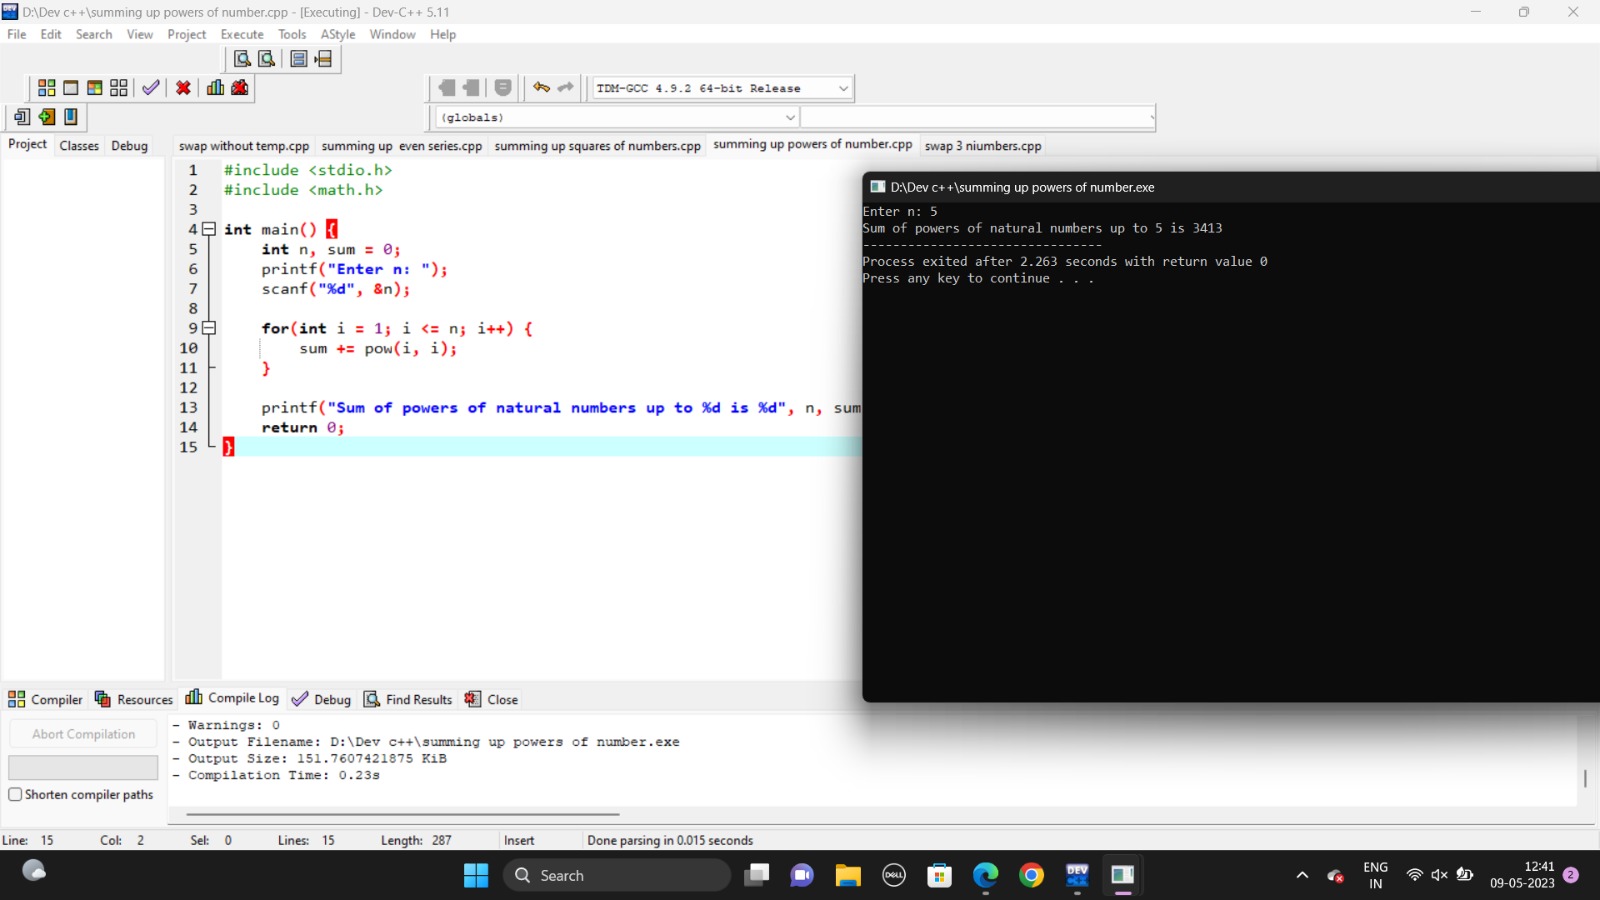 D:\Dev c++\summing up powers of number.cpp - [Executing] - Dev-C++ 5.11
File Edit Search View Project Execute Tools AStyle Window Help
TDM-GCC 4.9.2 64-bit Release
(globals)
Project Classes Debug
swap without temp.cpp summing up even series.cpp summing up squares of numbers.cpp summing up powers of number.cpp swap 3 niumbers.cpp
1 #include <stdio.h>
2 #include <math.h>
3
4 int main() {
5 int n, sum = 0;
6 printf("Enter n: ");
7 scanf("%d", &n);
8
9 for(int i = 1; i <= n; i++) {
10 sum += pow(i, i);
11 }
12
13 printf("Sum of powers of natural numbers up to %d is %d", n, sum
14 return 0;
15 }
D:\Dev c++\summing up powers of number.exe
Enter n: 5
Sum of powers of natural numbers up to 5 is 3413
--------------------------------
Process exited after 2.263 seconds with return value 0
Press any key to continue . . .
Compiler Resources Compile Log Debug Find Results Close
Abort Compilation
Shorten compiler paths
- Warnings: 0
- Output Filename: D:\Dev c++\summing up powers of number.exe
- Output Size: 151.7607421875 KiB
- Compilation Time: 0.23s
Line: 15 Col: 2 Sel: 0 Lines: 15 Length: 287 Insert Done parsing in 0.015 seconds
Search
DELL
DEV
ENG
IN
12:41
09-05-2023
2